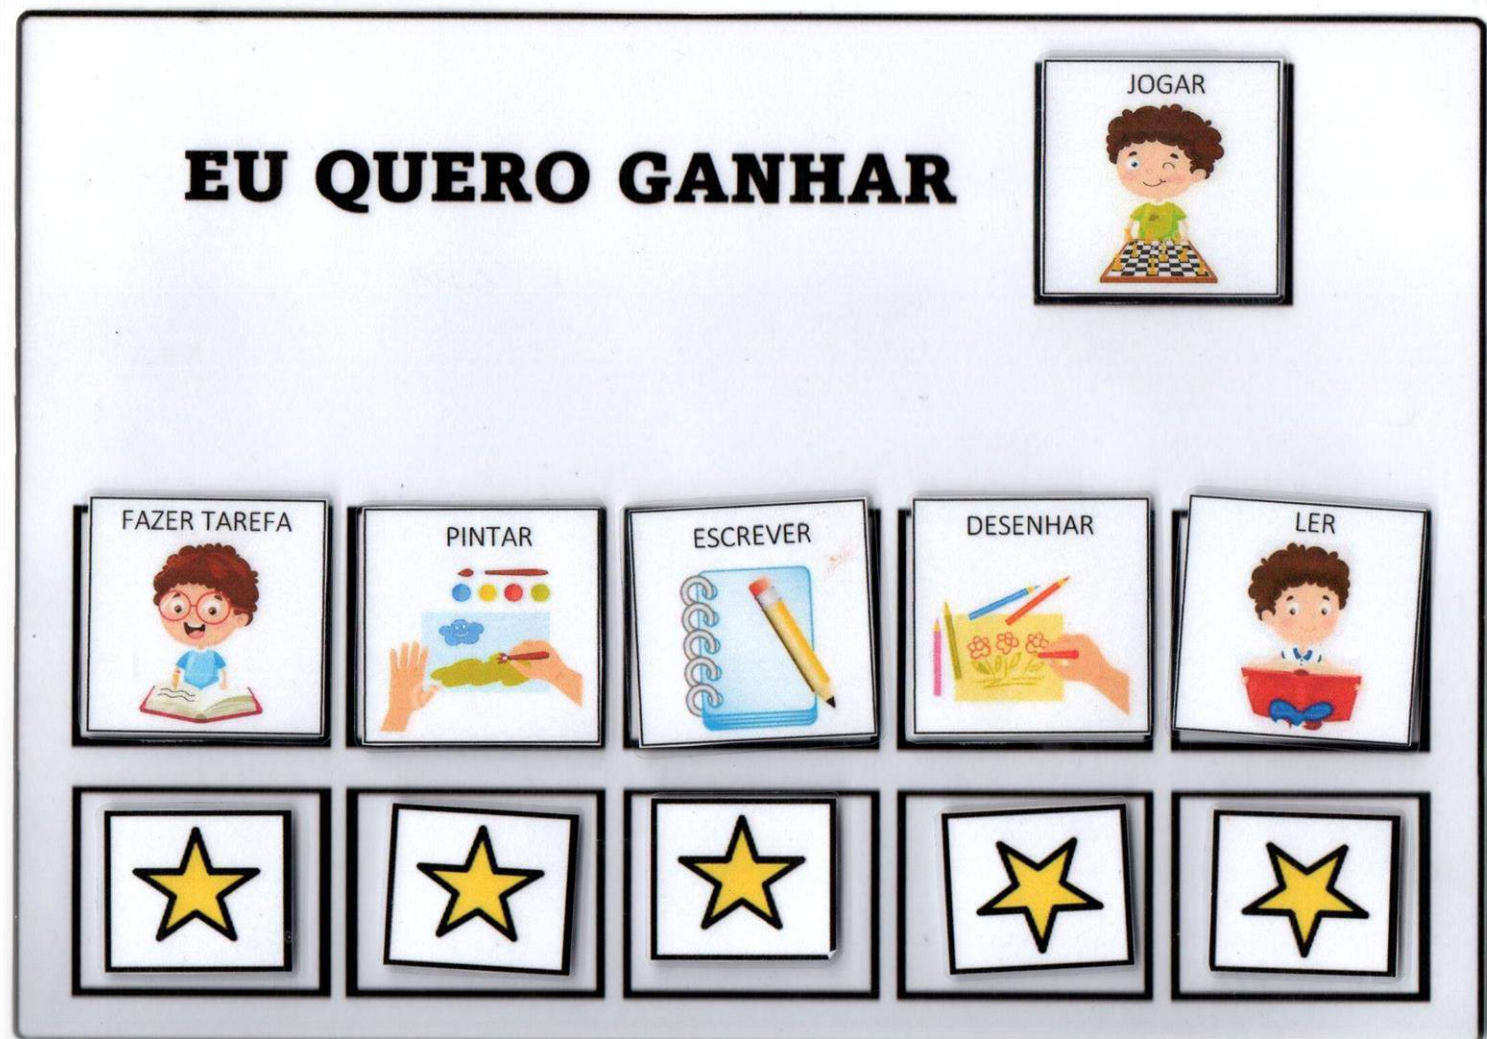 JOGAR
EU QUERO GANHAR
FAZER TAREFA
PINTAR
ESCREVER
DESENHAR
LER